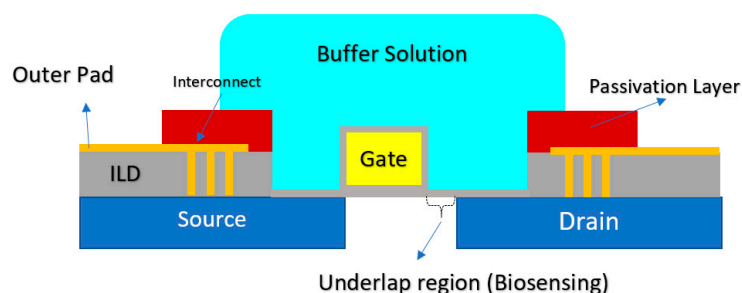 Buffer Solution
Outer Pad
Interconnect
Passivation Layer
Gate
ILD
Source
Drain
Underlap region (Biosensing)